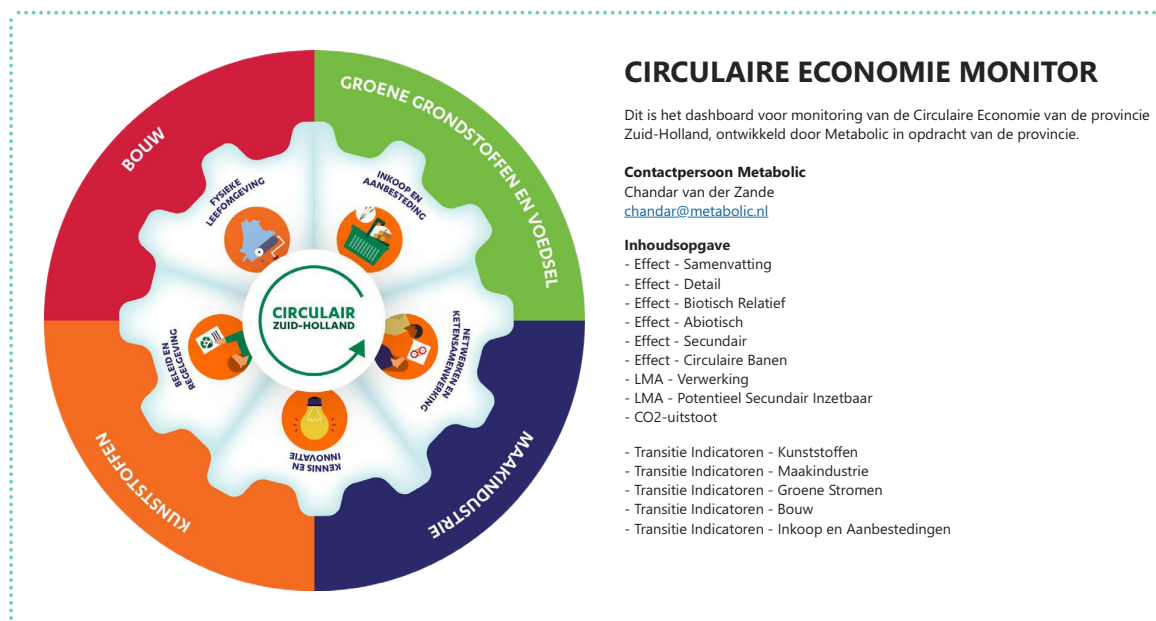 BOUW
GROENE GRONDSTOFFEN EN VOEDSEL
FYSIEKE
LEEFOMGEVING
INKOOP EN
AANBESTEDING
CIRCULAIR
ZUID-HOLLAND
BELEID EN
REGELGEVING
NETWERKEN EN
KETENSAMENWERKING
KENNIS EN
INNOVATIE
KUNSTSTOFFEN
MAAKINDUSTRIE
CIRCULAIRE ECONOMIE MONITOR
Dit is het dashboard voor monitoring van de Circulaire Economie van de provincie
Zuid-Holland, ontwikkeld door Metabolic in opdracht van de provincie.
Contactpersoon Metabolic
Chandar van der Zande
chandar@metabolic.nl
Inhoudsopgave
- Effect - Samenvatting
- Effect - Detail
- Effect - Biotisch Relatief
- Effect - Abiotisch
- Effect - Secundair
- Effect - Circulaire Banen
- LMA - Verwerking
- LMA - Potentieel Secundair Inzetbaar
- CO2-uitstoot
- Transitie Indicatoren - Kunststoffen
- Transitie Indicatoren - Maakindustrie
- Transitie Indicatoren - Groene Stromen
- Transitie Indicatoren - Bouw
- Transitie Indicatoren - Inkoop en Aanbestedingen